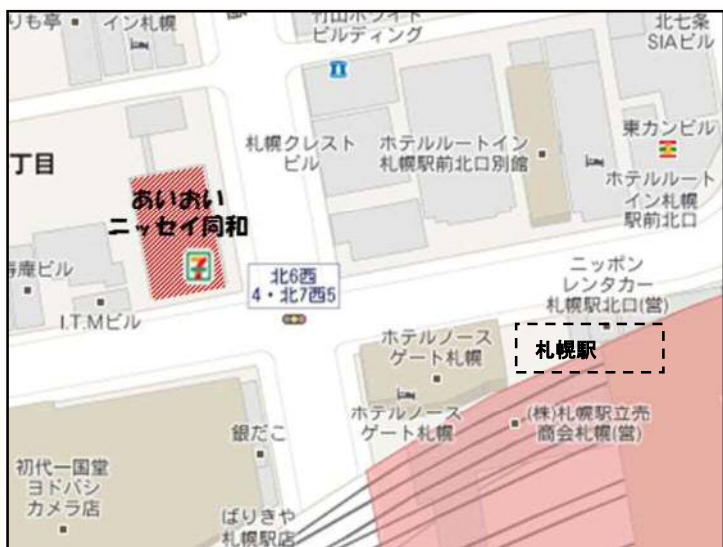 りも亭
イン札幌
竹山ホワイト
ビルディング
北七条
SIAビル
札幌クレスト
ビル
ホテルルートイン
札幌駅前北口別館
東カンビル
ホテルルート
イン札幌
駅前北口
丁目
あいおい
ニッセイ同和
7
寿庵ビル
I.T.Mビル
北6西
4・北7西5
ニッポン
レンタカー
札幌駅北口(営)
札幌駅
ホテルノース
ゲート札幌
ホテルノース
ゲート札幌
(株)札幌駅立売
商会札幌(営)
銀だこ
初代一国堂
ヨドバシ
カメラ店
ばりきや
札幌駅店